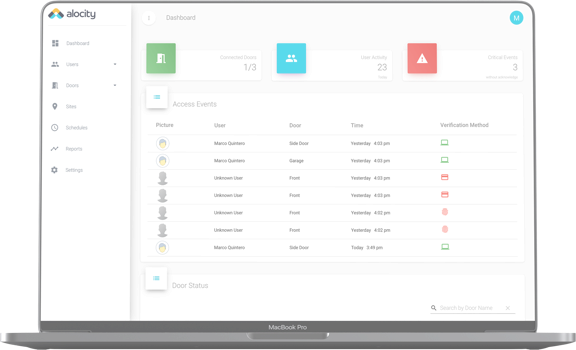 alocity
Dashboard
M
Dashboard
Users
Doors
Sites
Schedules
Reports
Settings
Connected Doors
1/3
User Activity
23
Today
Critical Events
3
Access Events
Picture User Door Time Verification Method
Marco Quintero Side Door Yesterday 4:03 pm
Marco Quintero Garage Yesterday 4:03 pm
Unknown User Front Yesterday 4:03 pm
Unknown User Front Yesterday 4:03 pm
Unknown User Front Yesterday 4:02 pm
Unknown User Front Yesterday 4:02 pm
Marco Quintero Side Door Today 3:49 pm
Door Status
Search by Door Name
MacBook Pro